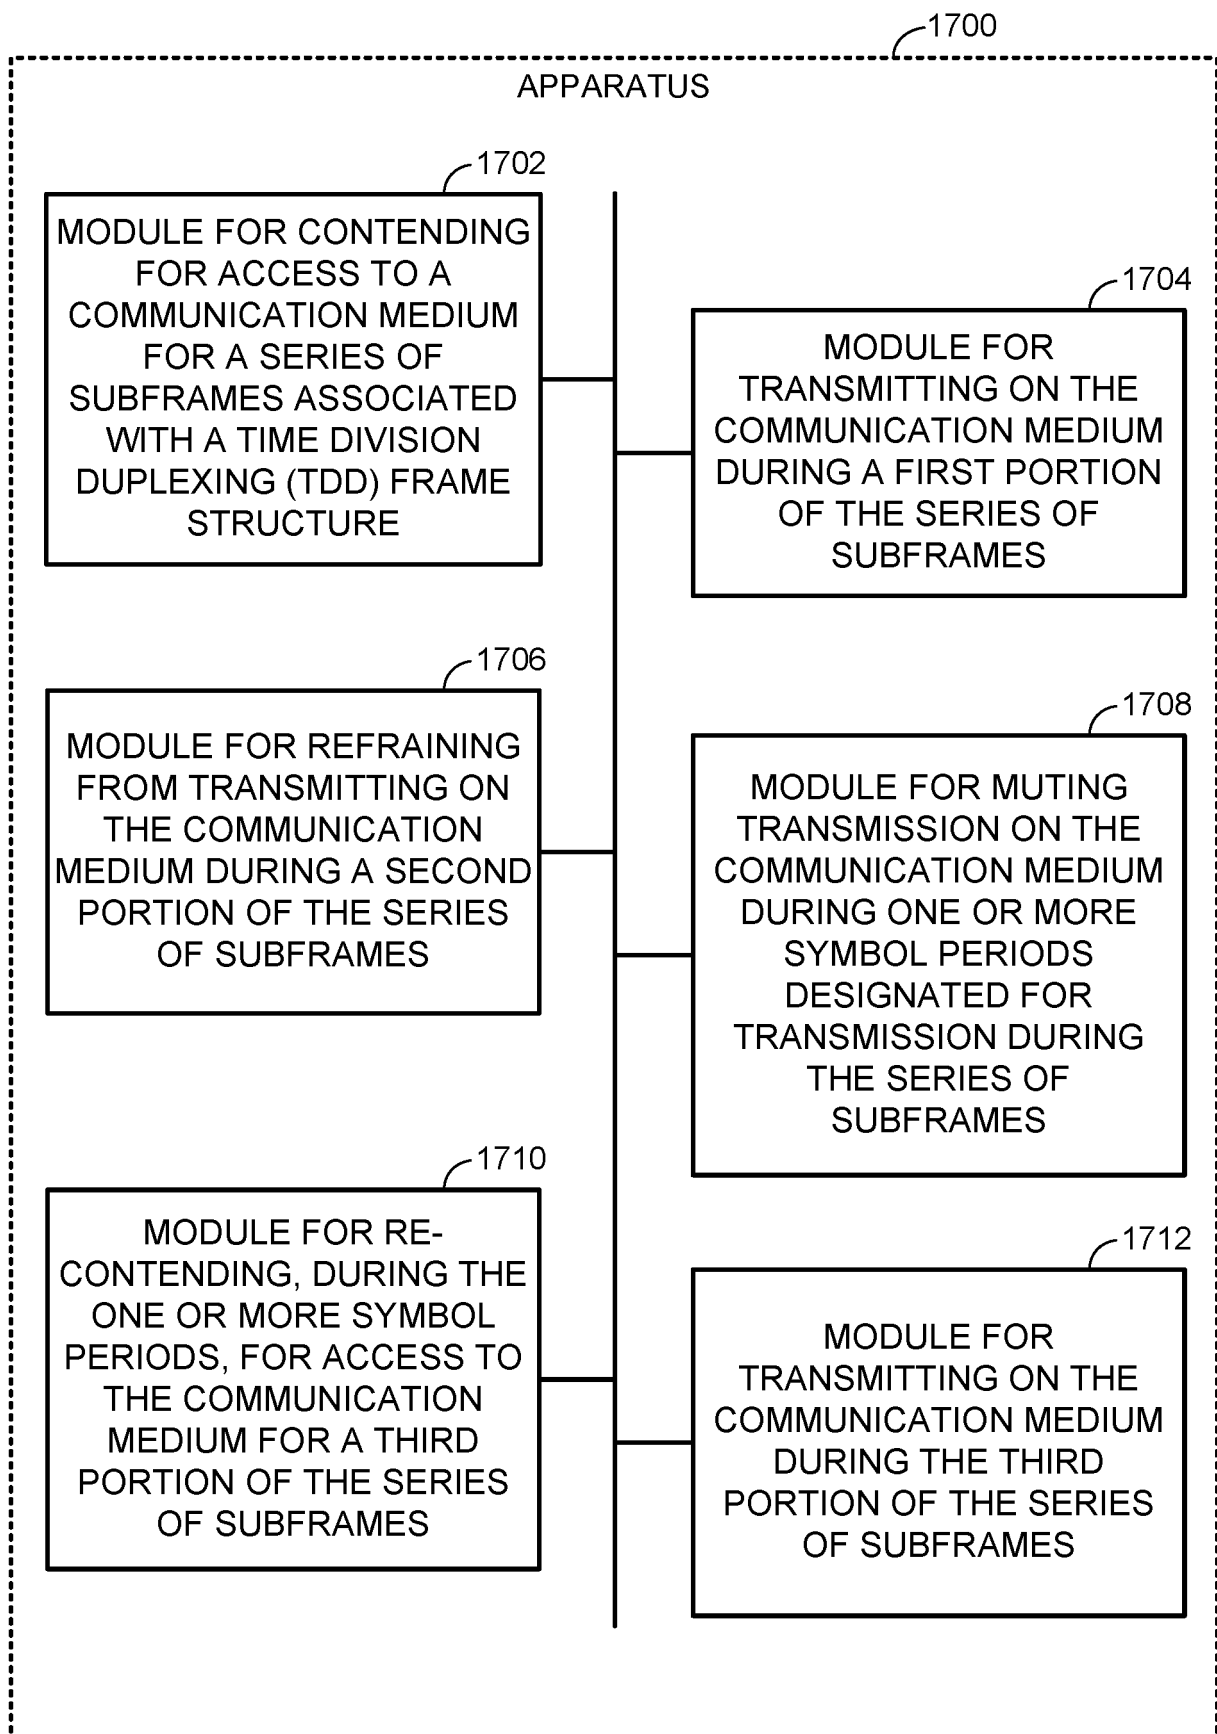 1700
APPARATUS
1702
MODULE FOR CONTENDING
FOR ACCESS TO A
COMMUNICATION MEDIUM
FOR A SERIES OF
SUBFRAMES ASSOCIATED
WITH A TIME DIVISION
DUPLEXING (TDD) FRAME
STRUCTURE
1704
MODULE FOR
TRANSMITTING ON THE
COMMUNICATION MEDIUM
DURING A FIRST PORTION
OF THE SERIES OF
SUBFRAMES
1706
MODULE FOR REFRAINING
FROM TRANSMITTING ON
THE COMMUNICATION
MEDIUM DURING A SECOND
PORTION OF THE SERIES
OF SUBFRAMES
1708
MODULE FOR MUTING
TRANSMISSION ON THE
COMMUNICATION MEDIUM
DURING ONE OR MORE
SYMBOL PERIODS
DESIGNATED FOR
TRANSMISSION DURING
THE SERIES OF
SUBFRAMES
1710
MODULE FOR RE-
CONTENDING, DURING THE
ONE OR MORE SYMBOL
PERIODS, FOR ACCESS TO
THE COMMUNICATION
MEDIUM FOR A THIRD
PORTION OF THE SERIES
OF SUBFRAMES
1712
MODULE FOR
TRANSMITTING ON THE
COMMUNICATION MEDIUM
DURING THE THIRD
PORTION OF THE SERIES
OF SUBFRAMES